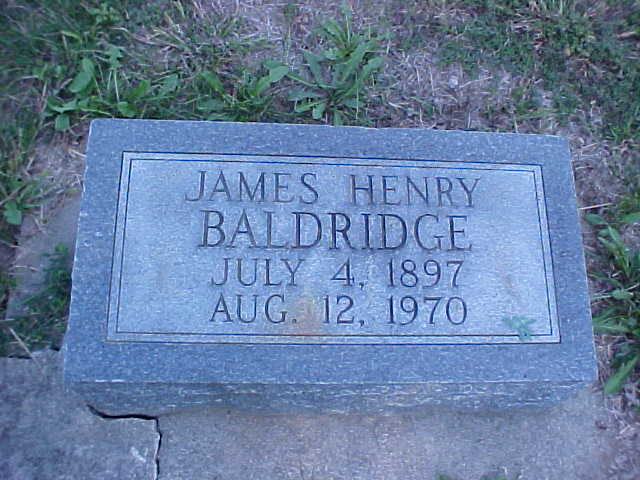 JAMES HENRY
BALDRIDGE
JULY 4, 1897
AUG. 12, 1970